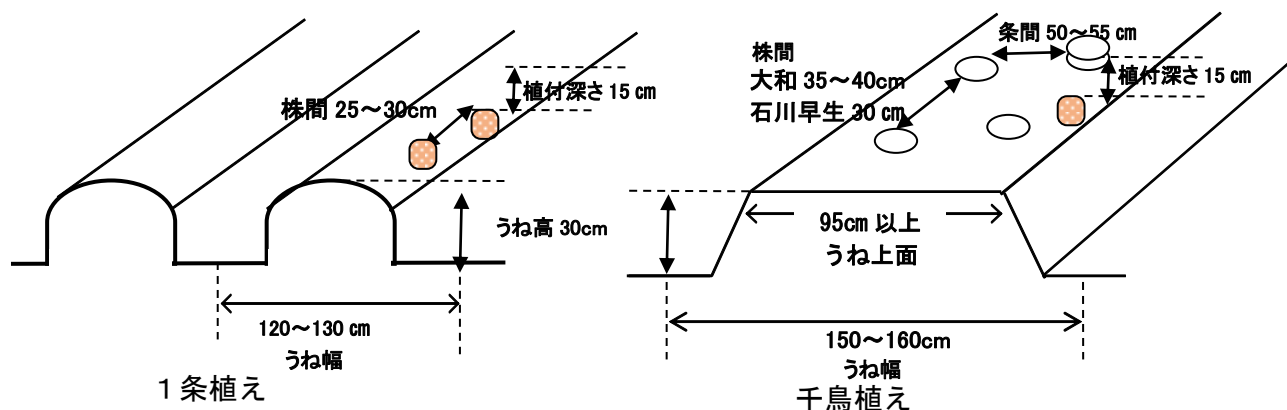 株間 25～30cm
植付深さ 15 ㎝
うね高 30cm
120～130 ㎝
うね幅
１条植え
株間
大和 35～40cm
石川早生 30 ㎝
条間 50～55 ㎝
植付深さ 15 ㎝
95㎝ 以上
うね上面
150～160cm
うね幅
千鳥植え